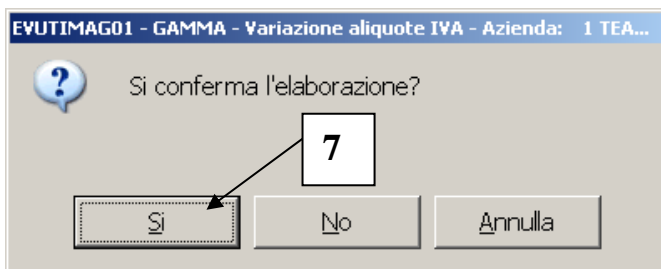 EVUTIMAG01 - GAMMA - Variazione aliquote IVA - Azienda: 1 TEA...
Si conferma l'elaborazione?
7
Si No Annulla